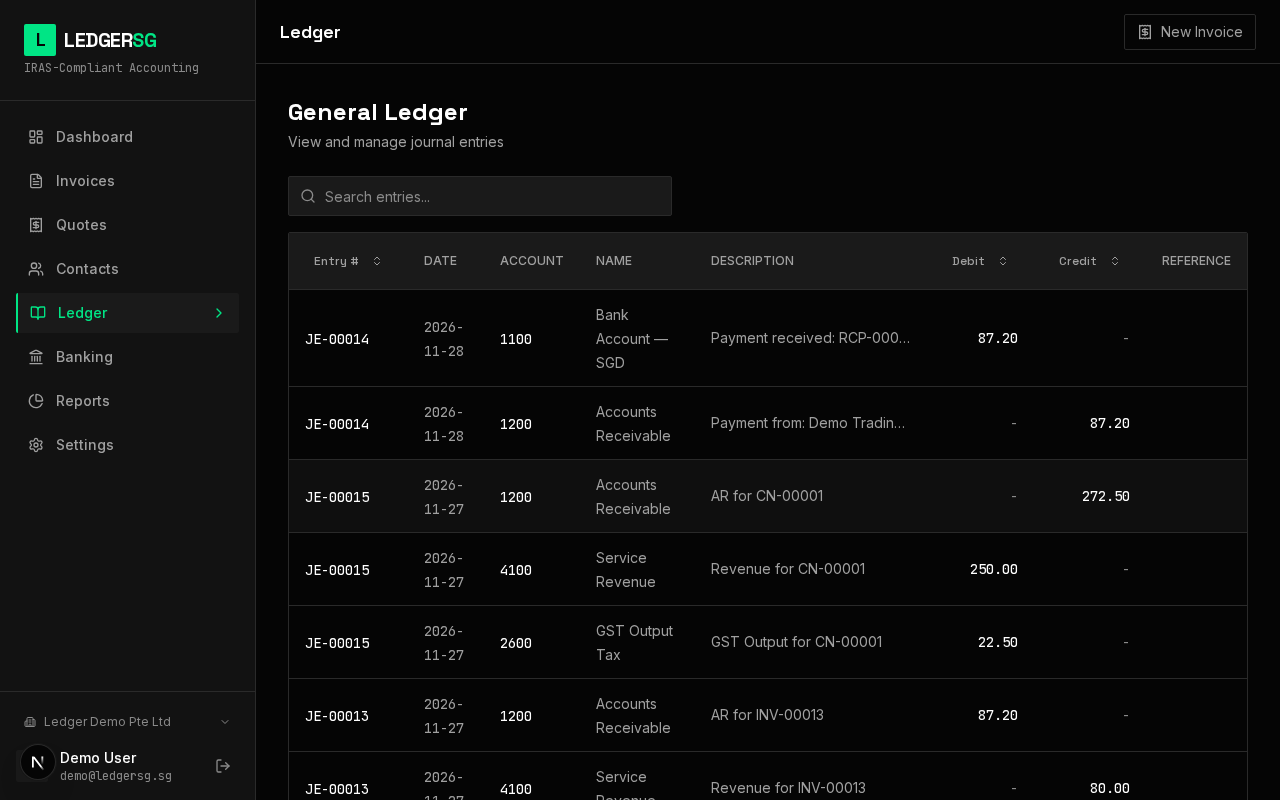 L LEDGERSG
IRAS-Compliant Accounting
Dashboard
Invoices
Quotes
Contacts
Ledger
Banking
Reports
Settings
Ledger Demo Pte Ltd
N
Demo User
demo@ledgersg.sg
Ledger
New Invoice
General Ledger
View and manage journal entries
Search entries...
Entry # DATE ACCOUNT NAME DESCRIPTION Debit Credit REFERENCE
JE-00014 2026-11-28 1100 Bank Account — SGD Payment received: RCP-000… 87.20 -
JE-00014 2026-11-28 1200 Accounts Receivable Payment from: Demo Tradin… - 87.20
JE-00015 2026-11-27 1200 Accounts Receivable AR for CN-00001 - 272.50
JE-00015 2026-11-27 4100 Service Revenue Revenue for CN-00001 250.00 -
JE-00015 2026-11-27 2600 GST Output Tax GST Output for CN-00001 22.50 -
JE-00013 2026-11-27 1200 Accounts Receivable AR for INV-00013 87.20 -
JE-00013 2026-11-27 4100 Service Revenue Revenue for INV-00013 - 80.00